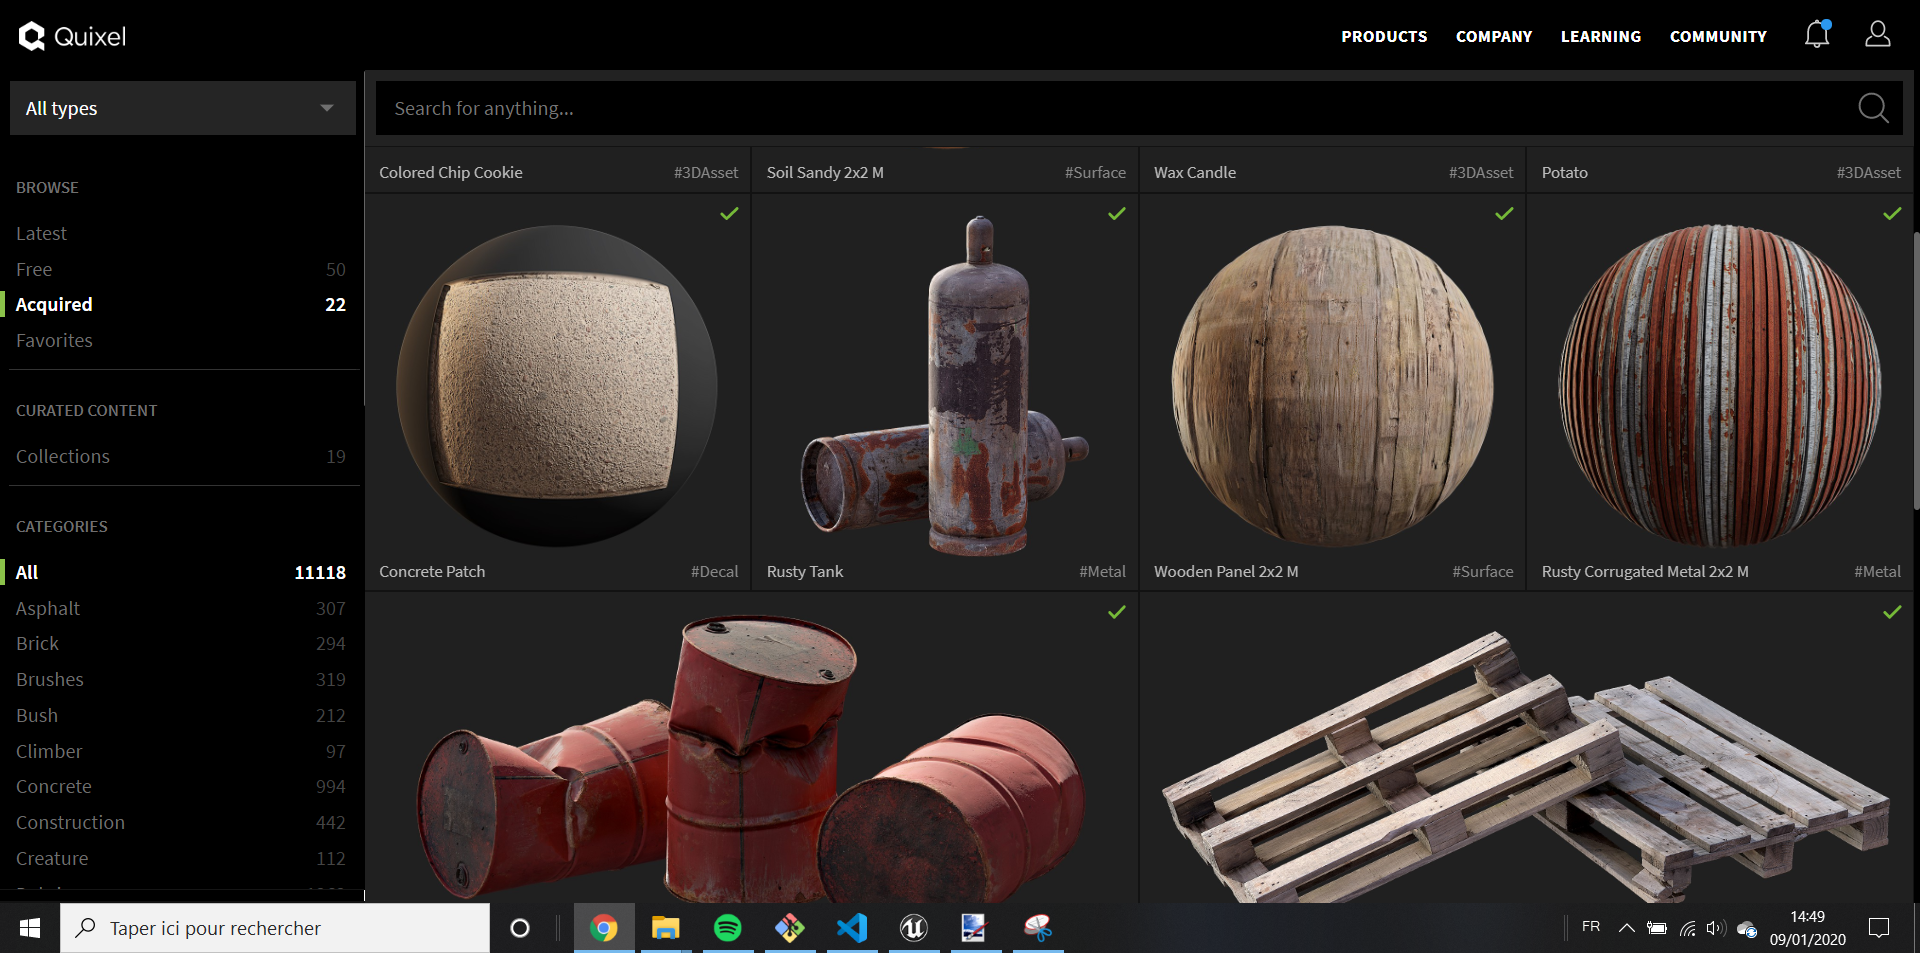 Quixel
PRODUCTS COMPANY LEARNING COMMUNITY
All types
Search for anything...
BROWSE
Latest
Free 50
Acquired 22
Favorites
CURATED CONTENT
Collections 19
CATEGORIES
All 11118
Asphalt 307
Brick 294
Brushes 319
Bush 212
Climber 97
Concrete 994
Construction 442
Creature 112
Colored Chip Cookie #3DAsset
Soil Sandy 2x2 M #Surface
Wax Candle #3DAsset
Potato #3DAsset
Concrete Patch #Decal
Rusty Tank #Metal
Wooden Panel 2x2 M #Surface
Rusty Corrugated Metal 2x2 M #Metal
Taper ici pour rechercher
FR
14:49
09/01/2020